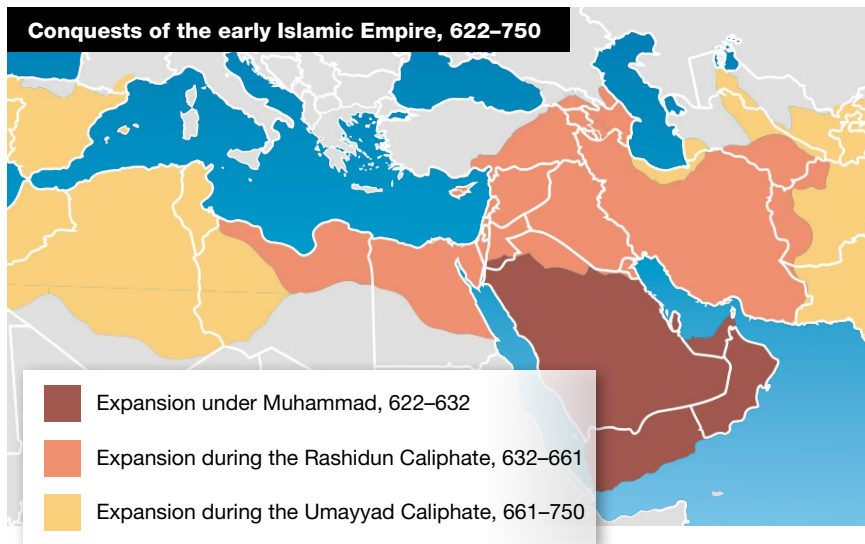 Conquests of the early Islamic Empire, 622–750
Expansion under Muhammad, 622–632
Expansion during the Rashidun Caliphate, 632–661
Expansion during the Umayyad Caliphate, 661–750